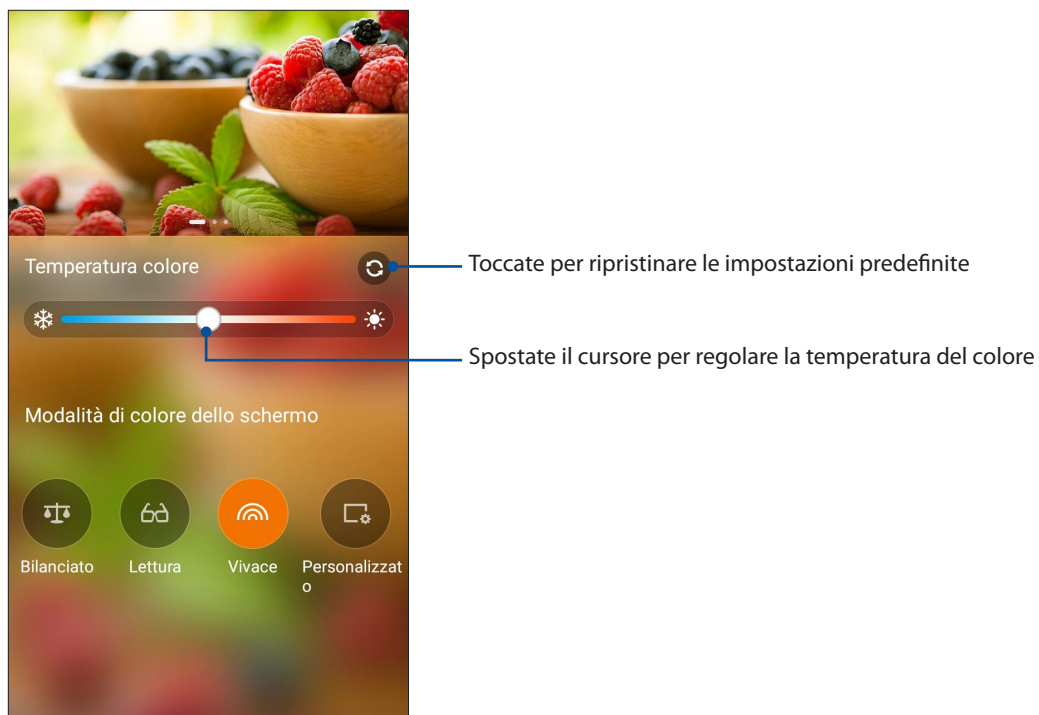 Temperatura colore
Toccate per ripristinare le impostazioni predefinite
Spostate il cursore per regolare la temperatura del colore
Modalità di colore dello schermo
Bilanciato
Lettura
Vivace
Personalizzat
o